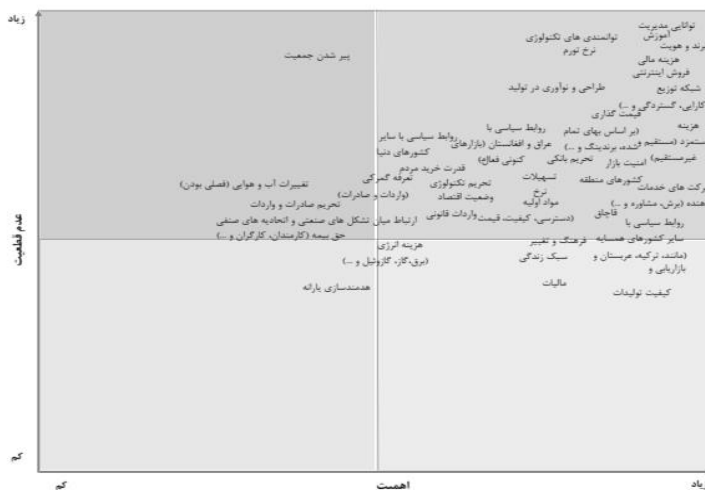 زیاد
توانایی مدیریت
آموزش
توانمندی های تکنولوژی
برند و هویت
نرخ تورم
پیر شدن جمعیت
هزینه مالی
فروش اینترنتی
شبکه توزیع
طراحی و نوآوری در تولید
(کارایی، گستردگی و ...)
قیمت گذاری
هزینه
(بر اساس بهای تمام
روابط سیاسی با
روابط سیاسی با سایر
دستمزد (مستقیم و
شده، برندینگ و ...)
عراق و افغانستان (بازارهای
کشورهای دنیا
غیرمستقیم)
امنیت بازار
تحریم بانکی
کنونی فعال)
قدرت خرید مردم
کشورهای منطقه
تسهیلات
تحریم تکنولوژی
تعرفه گمرکی
تغییرات آب و هوایی (فصلی بودن)
شرکت های خدمات
نرخ
وضعیت اقتصاد
(واردات و صادرات)
دهنده (برش، مشاوره و ...)
مواد اولیه
تحریم صادرات و واردات
قاچاق
(دسترسی، کیفیت، قیمت)
واردات قانونی
ارتباط میان تشکل های صنعتی و اتحادیه های صنفی
روابط سیاسی با
حق بیمه (کارمندان، کارگران و ...)
سایر کشورهای همسایه
فرهنگ و تغییر
هزینه انرژی
عدم قطعیت
(مانند، ترکیه، عربستان و
سبک زندگی
(برق،گاز، گازوئیل و ...)
بازاریابی و
مالیات
هدمندسازی یارانه
کیفیت تولیدات
کم
کم
اهمیت
زیاد